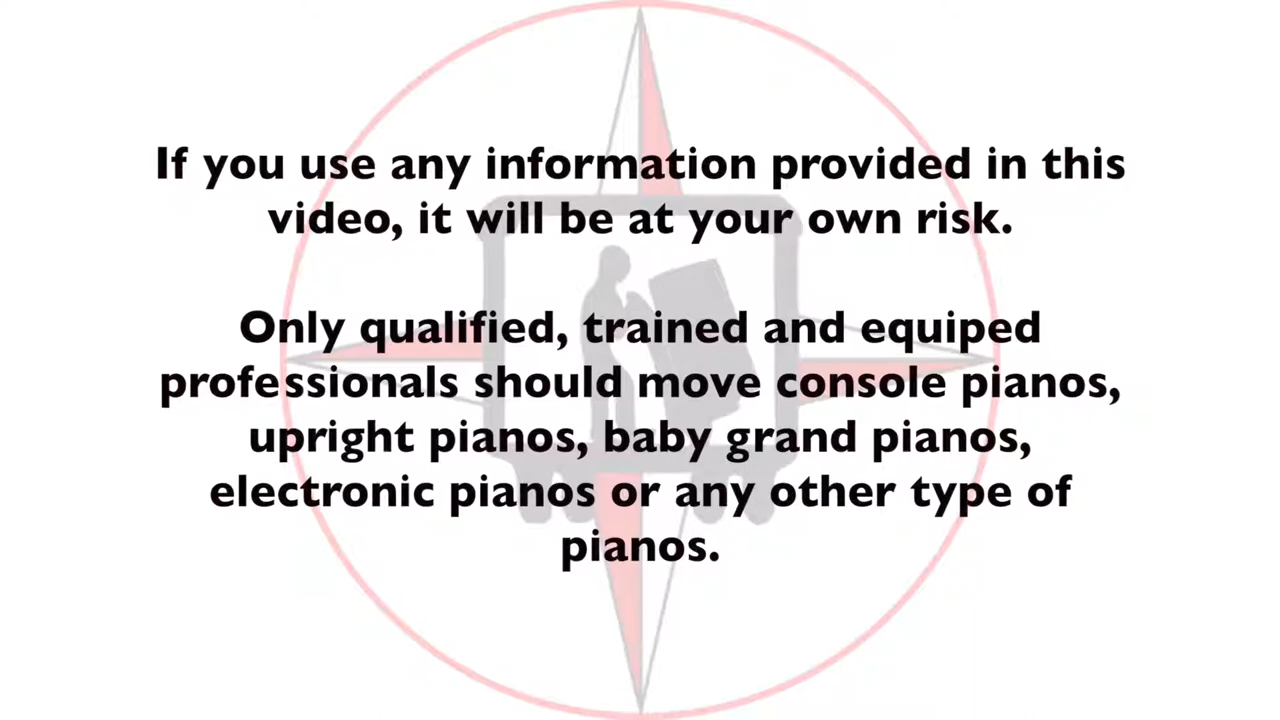 If you use any information provided in this
video, it will be at your own risk.
Only qualified, trained and equiped
professionals should move console pianos,
upright pianos, baby grand pianos,
electronic pianos or any other type of
pianos.